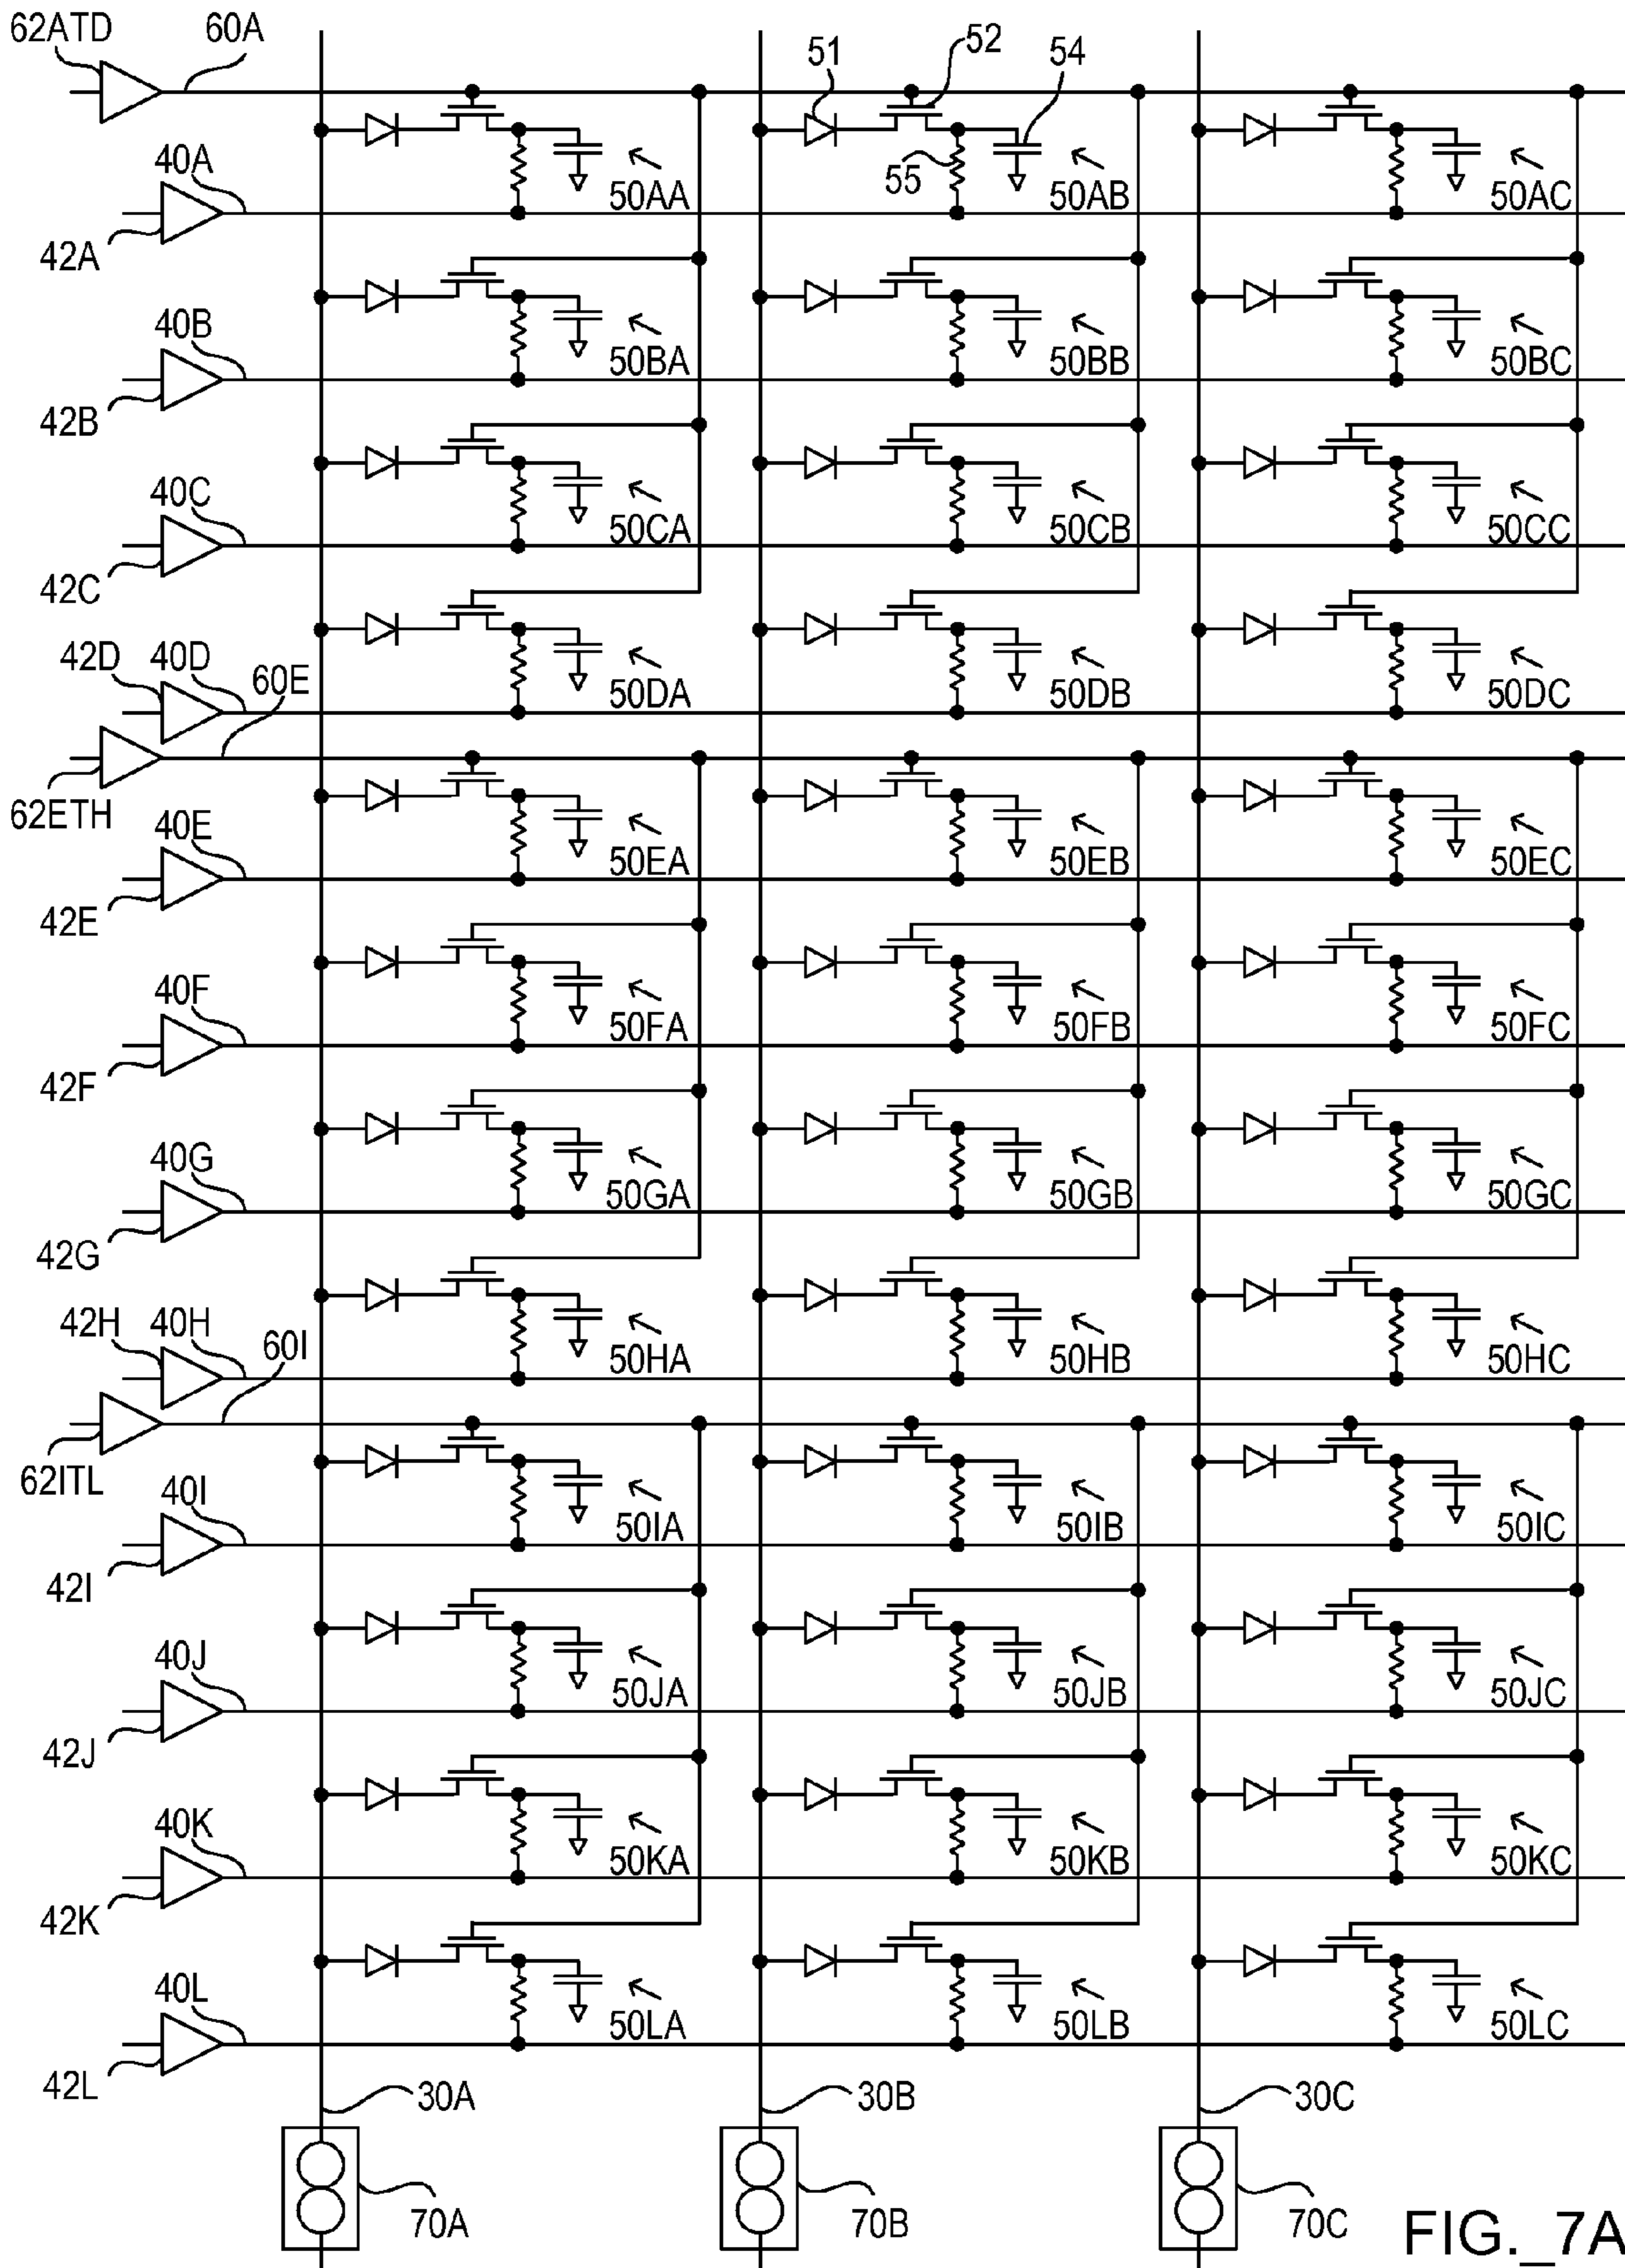 62ATD 60A 51 52 54
40A 55 50AA 50AB 50AC
42A
40B 50BA 50BB 50BC
42B
40C 50CA 50CB 50CC
42C
42D 40D 60E 50DA 50DB 50DC
62ETH
40E 50EA 50EB 50EC
42E
40F 50FA 50FB 50FC
42F
40G 50GA 50GB 50GC
42G
42H 40H 60I 50HA 50HB 50HC
62ITL
40I 50IA 50IB 50IC
42I
40J 50JA 50JB 50JC
42J
40K 50KA 50KB 50KC
42K
40L 50LA 50LB 50LC
42L
30A 30B 30C
70A 70B 70C
FIG._7A